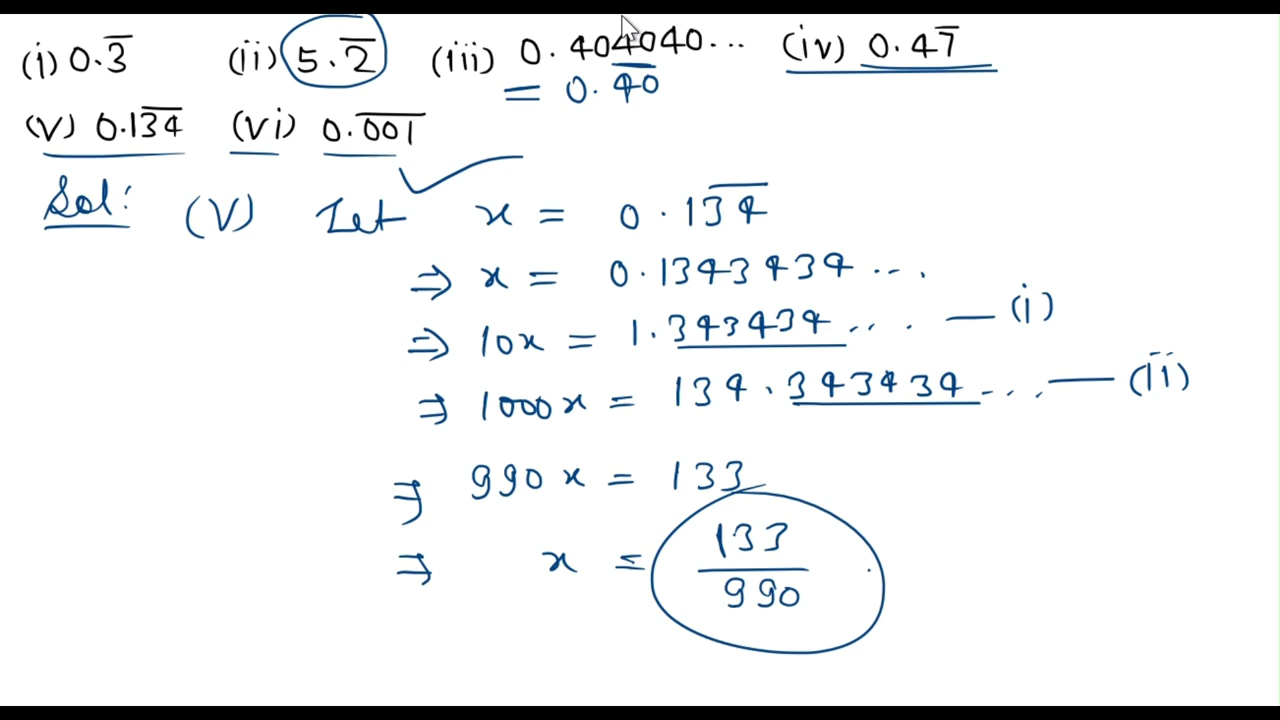 (i) 0.3̅ (ii) 5.2̅ (iii) 0.404040... (iv) 0.47̅
= 0.40
(v) 0.13̅4̅ (vi) 0.0̅0̅1̅
Sol: (V) Let x = 0.13̅4̅
⇒ x = 0.1343434...
⇒ 10x = 1.343434... — (i)
⇒ 1000x = 134.343434... — (ii)
⇒ 990x = 133
⇒ x = 133/990